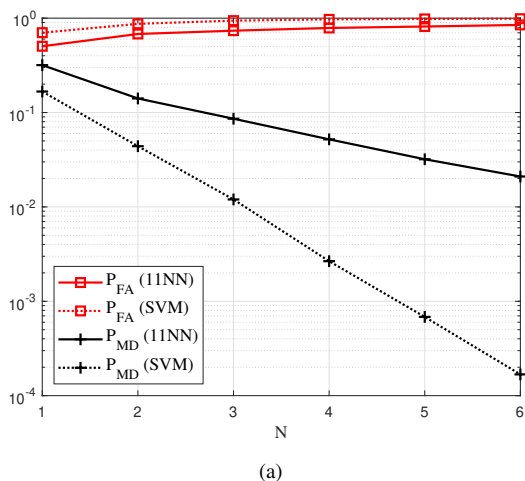 10^0
10^-1
10^-2
10^-3
10^-4
P_FA (11NN)
P_FA (SVM)
P_MD (11NN)
P_MD (SVM)
1 2 3 4 5 6
N
(a)